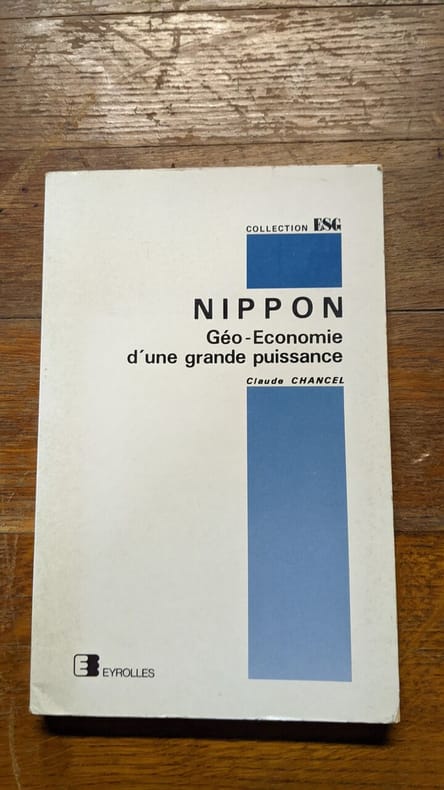 COLLECTION ESG
NIPPON
Géo-Economie
d'une grande puissance
Claude CHANCEL
EYROLLES